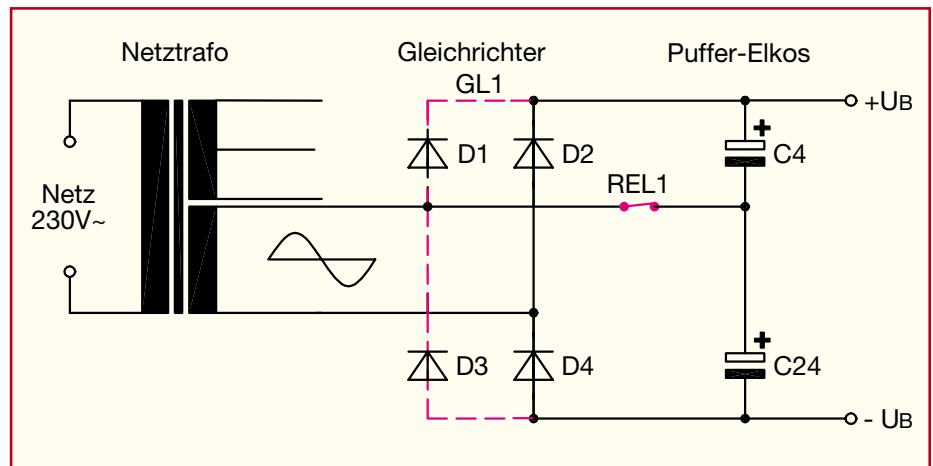 Netztrafo
Gleichrichter
GL1
Puffer-Elkos
+UB
D1
D2
C4
REL1
Netz
230V~
D3
D4
C24
- UB